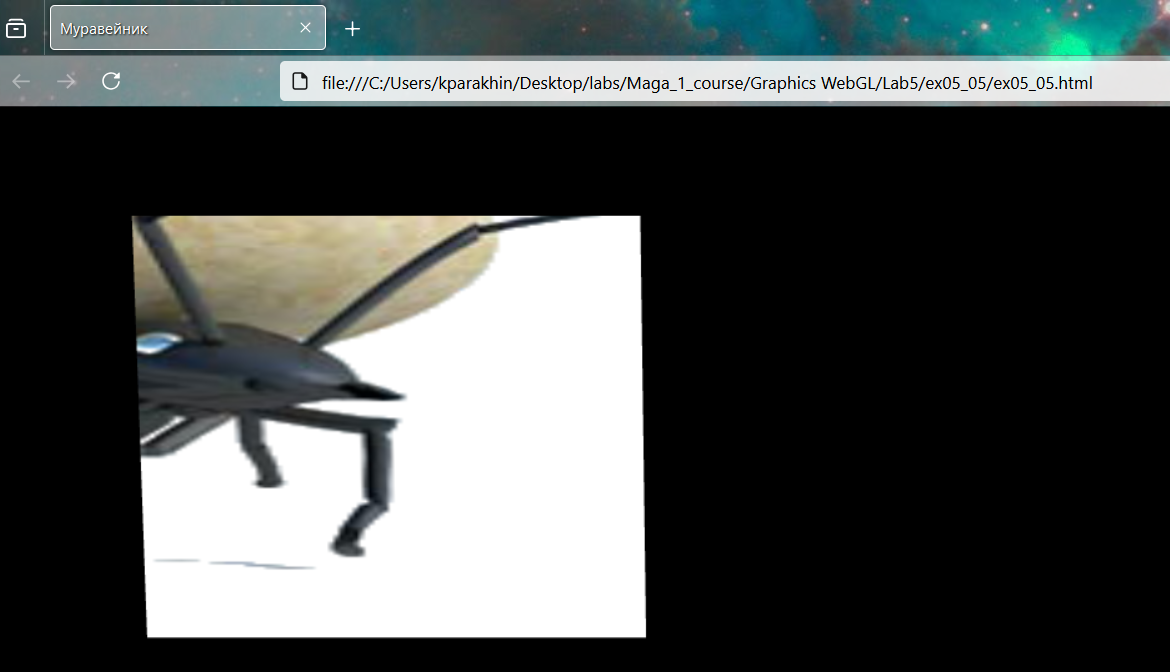 Муравейник
file:///C:/Users/kparakhin/Desktop/labs/Maga_1_course/Graphics WebGL/Lab5/ex05_05/ex05_05.html